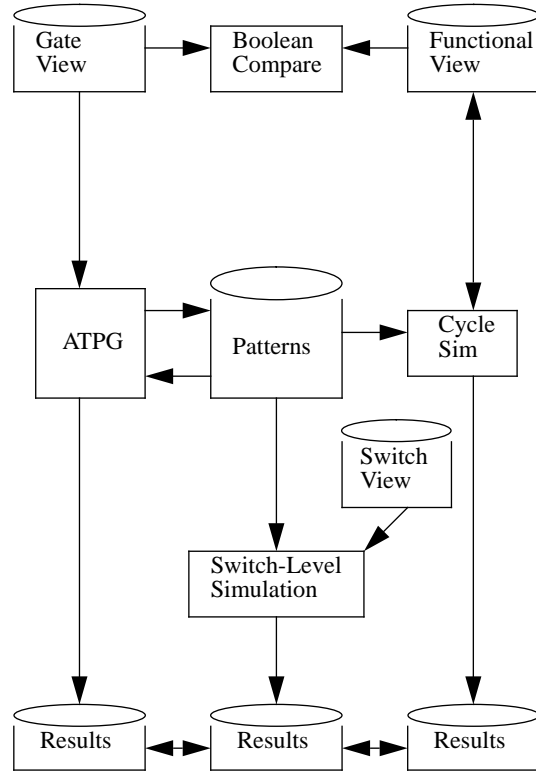 Gate
View
Boolean
Compare
Functional
View
ATPG
Patterns
Cycle
Sim
Switch
View
Switch-Level
Simulation
Results
Results
Results